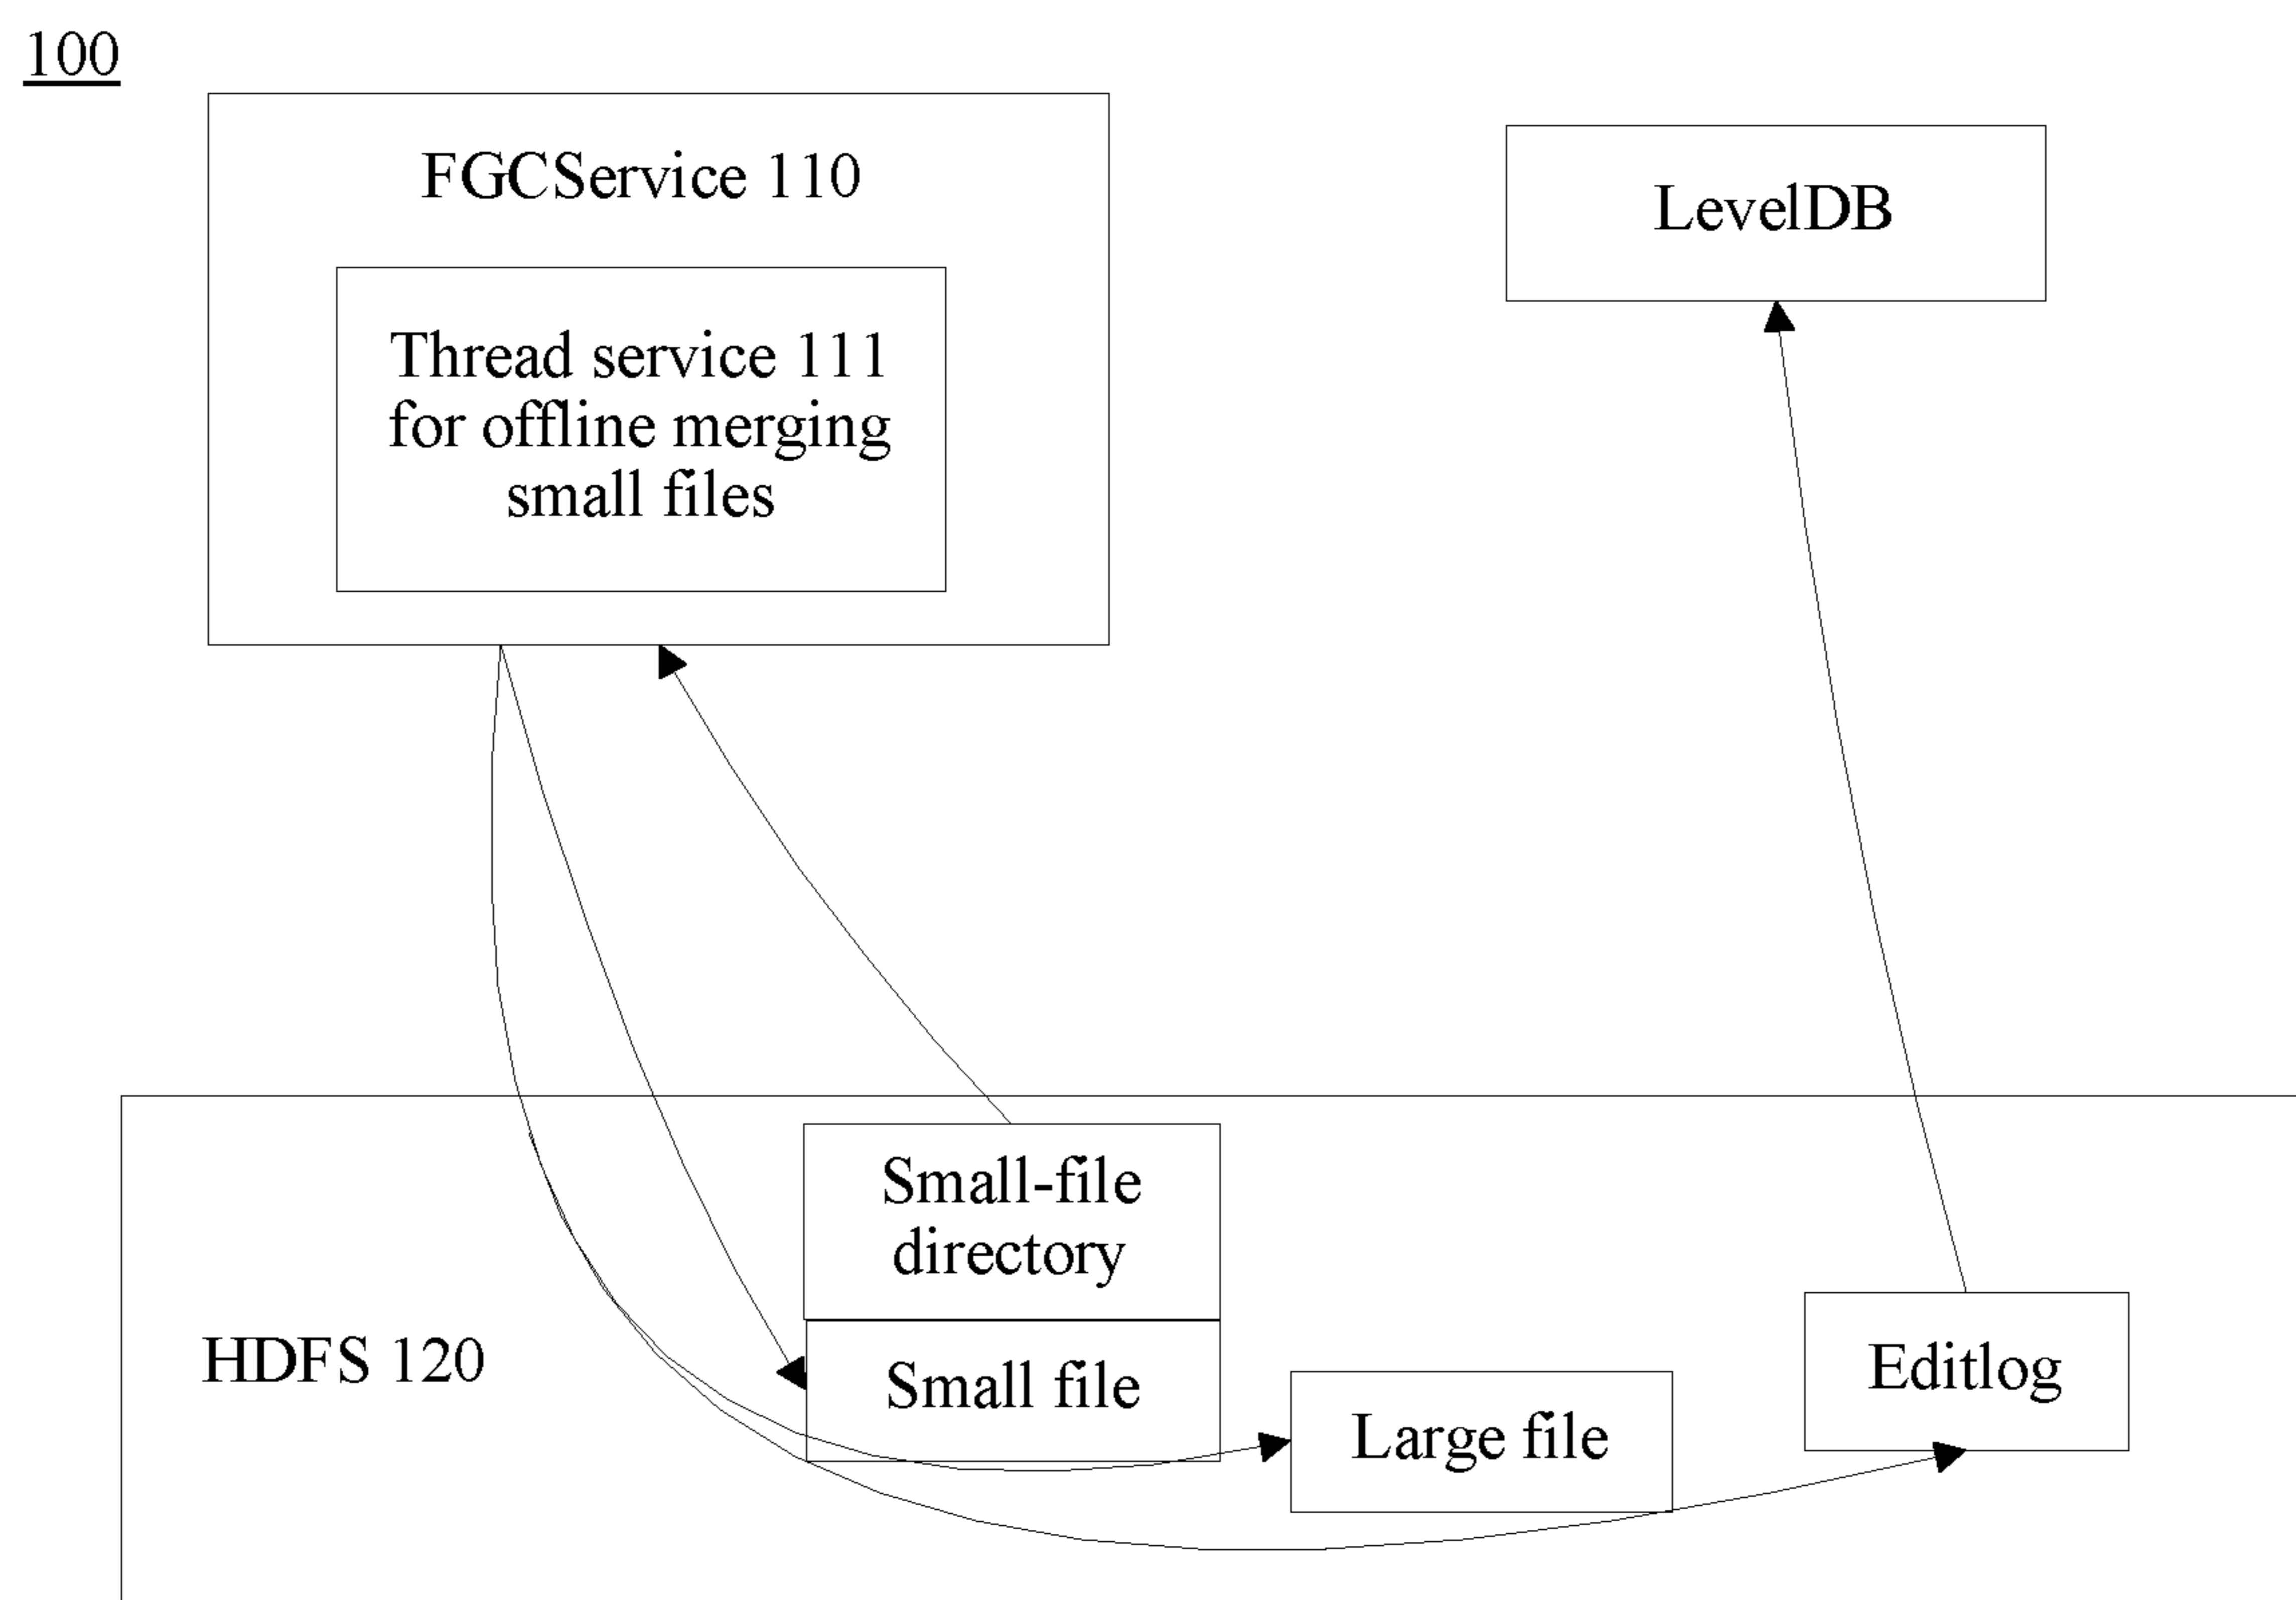 100
FGCService 110
LevelDB
Thread service 111
for offline merging
small files
Small-file
directory
HDFS 120
Small file
Large file
Editlog